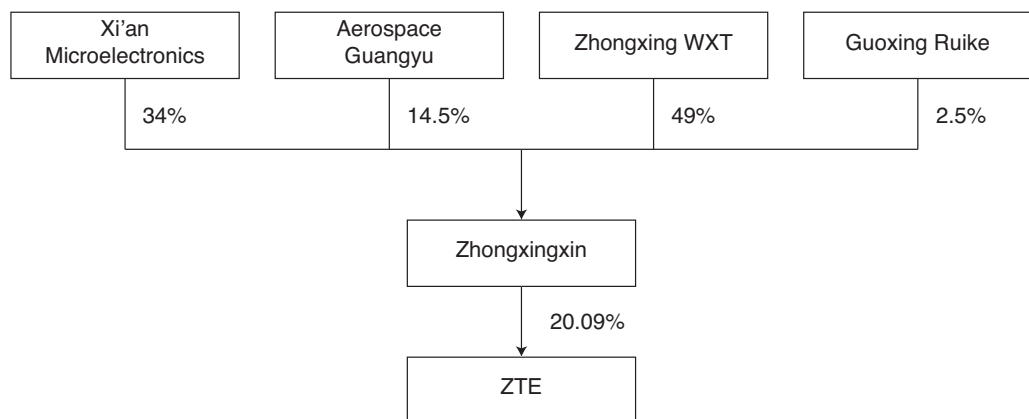 Xi’an
Microelectronics
Aerospace
Guangyu
Zhongxing WXT
Guoxing Ruike
34%
14.5%
49%
2.5%
Zhongxingxin
20.09%
ZTE